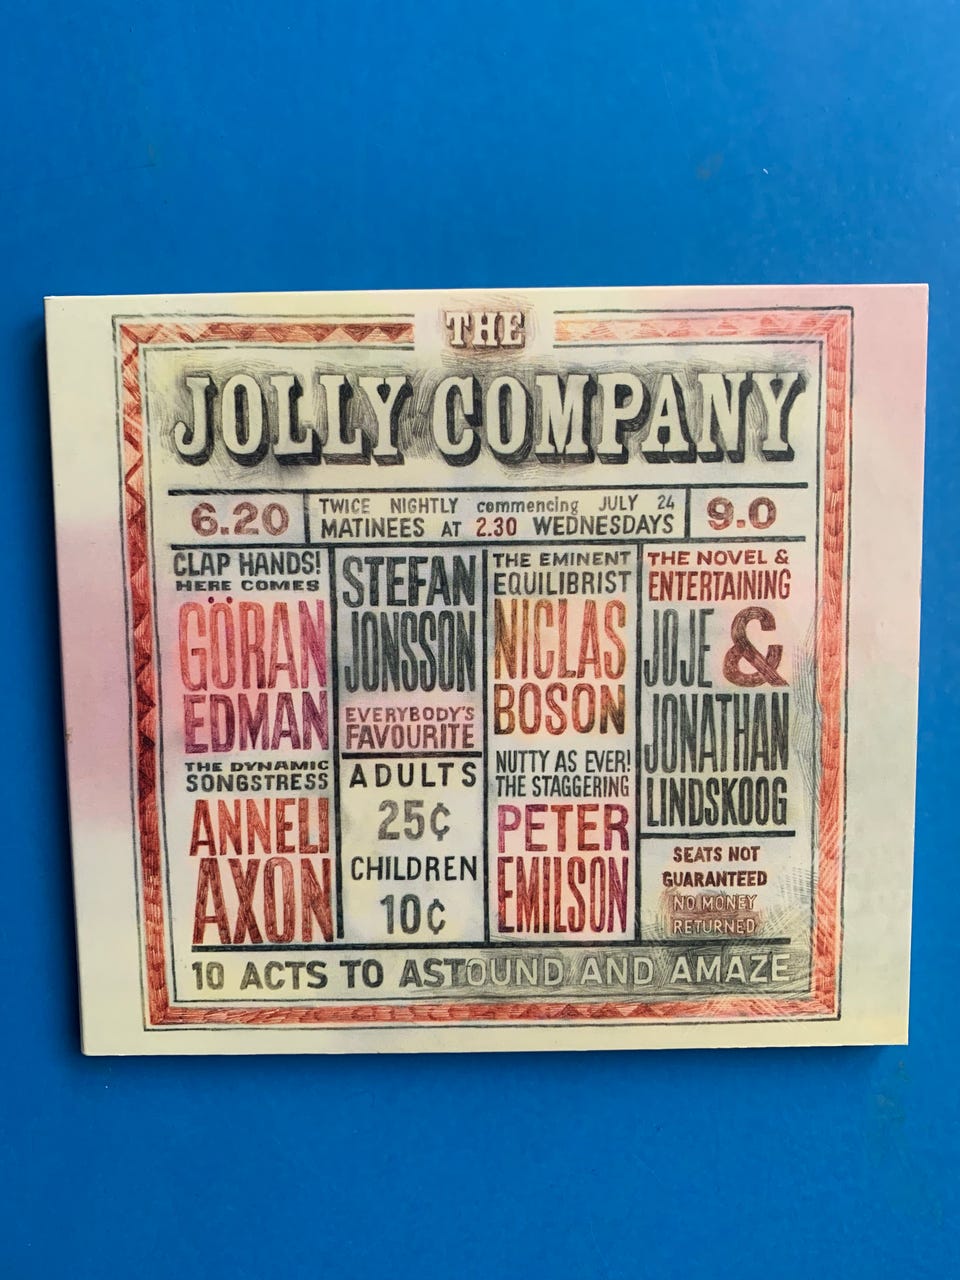 THE
JOLLY COMPANY
6.20
TWICE NIGHTLY commencing JULY 24
MATINEES AT 2.30 WEDNESDAYS
9.0
CLAP HANDS!
HERE COMES
GÖRAN
EDMAN
THE DYNAMIC
SONGSTRESS
ANNELI
AXON
STEFAN
JONSSON
EVERYBODY'S
FAVOURITE
ADULTS
25¢
CHILDREN
10¢
THE EMINENT
EQUILIBRIST
NICLAS
BOSON
NUTTY AS EVER!
THE STAGGERING
PETER
EMILSON
THE NOVEL &
ENTERTAINING
JOJE &
JONATHAN
LINDSKOOG
SEATS NOT
GUARANTEED
NO MONEY
RETURNED
10 ACTS TO ASTOUND AND AMAZE